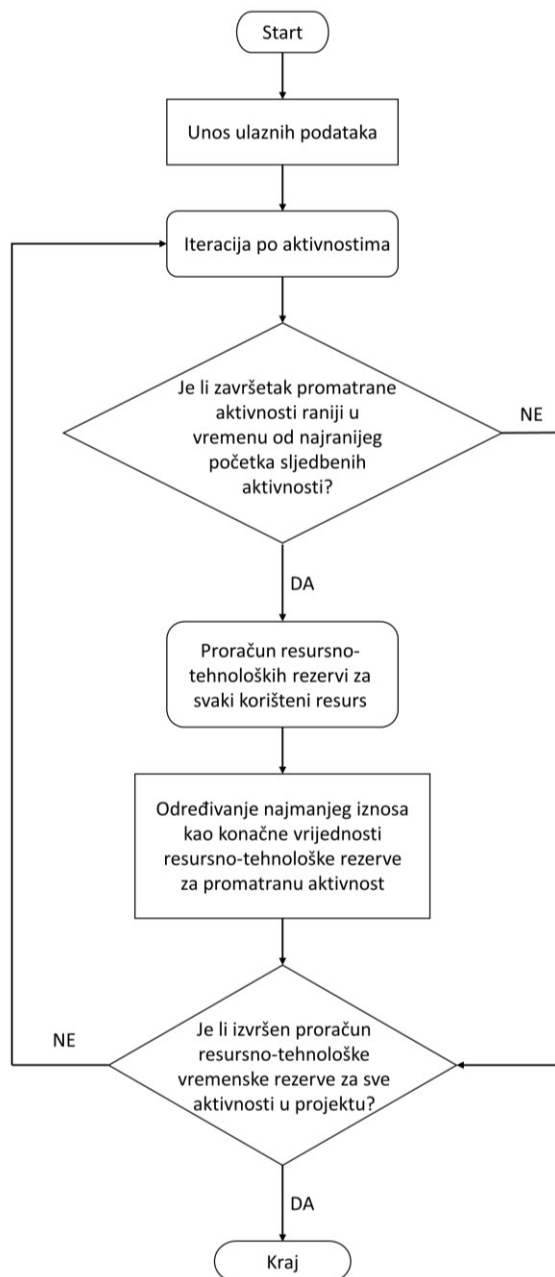 Start
Unos ulaznih podataka
Iteracija po aktivnostima
Je li završetak promatrane
aktivnosti raniji u
vremenu od najranijeg
početka sljedbenih
aktivnosti?
NE
DA
Proračun resursno-
tehnoloških rezervi za
svaki korišteni resurs
Određivanje najmanjeg iznosa
kao konačne vrijednosti
resursno-tehnološke rezerve
za promatranu aktivnost
NE
Je li izvršen proračun
resursno-tehnološke
vremenske rezerve za sve
aktivnosti u projektu?
DA
Kraj